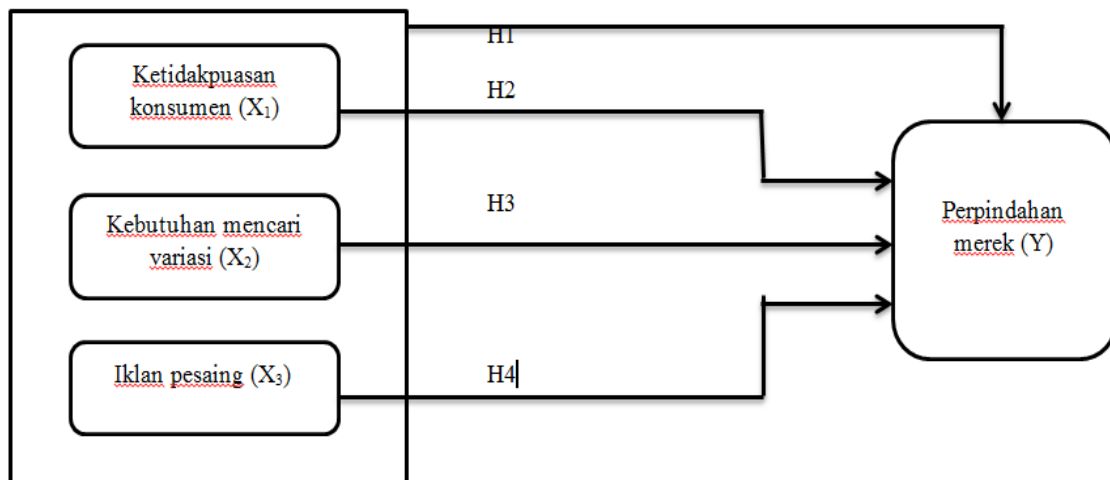 H1
Ketidakpuasan
konsumen (X₁)
H2
Kebutuhan mencari
variasi (X₂)
H3
Perpindahan
merek (Y)
Iklan pesaing (X₃)
H4